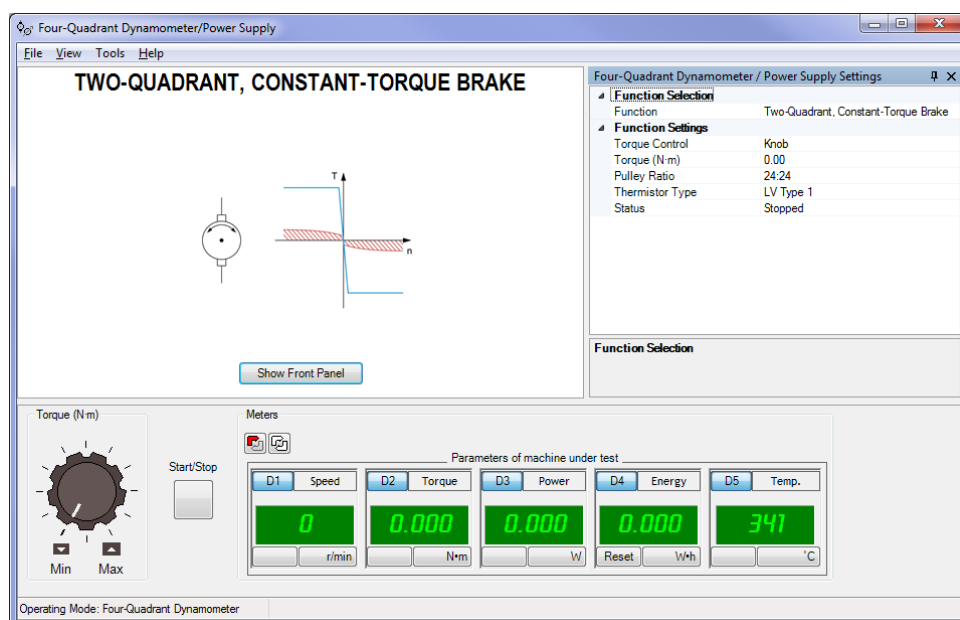 Four-Quadrant Dynamometer/Power Supply
File View Tools Help
TWO-QUADRANT, CONSTANT-TORQUE BRAKE
T
n
Show Front Panel
Four-Quadrant Dynamometer / Power Supply Settings
Function Selection
Function Two-Quadrant, Constant-Torque Brake
Function Settings
Torque Control Knob
Torque (N·m) 0.00
Pulley Ratio 24:24
Thermistor Type LV Type 1
Status Stopped
Function Selection
Torque (N·m)
Min Max
Start/Stop
Meters
Parameters of machine under test
D1 Speed D2 Torque D3 Power D4 Energy D5 Temp.
0 0.000 0.000 0.000 341
r/min N•m W Reset W•h °C
Operating Mode: Four-Quadrant Dynamometer